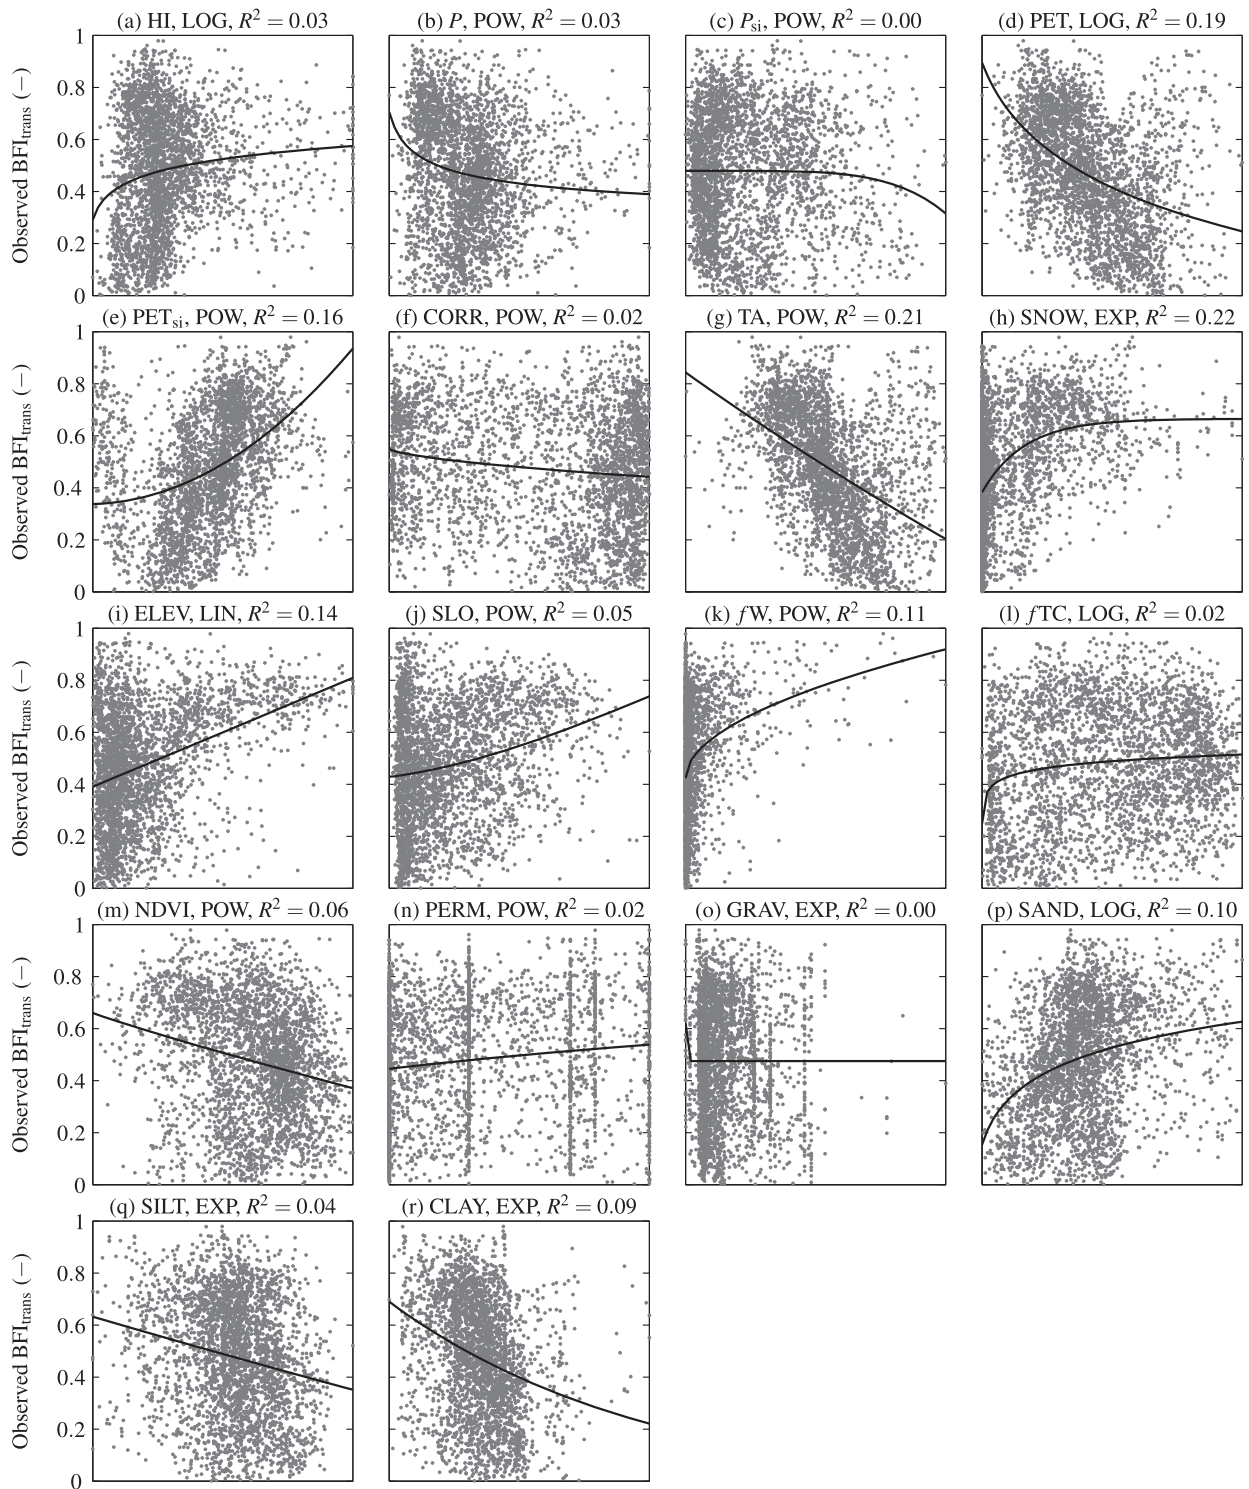 (a) HI, LOG, R² = 0.03
(b) P, POW, R² = 0.03
(c) Psi, POW, R² = 0.00
(d) PET, LOG, R² = 0.19
Observed BFItrans (−)
1
0.8
0.6
0.4
0.2
0
(e) PETsi, POW, R² = 0.16
(f) CORR, POW, R² = 0.02
(g) TA, POW, R² = 0.21
(h) SNOW, EXP, R² = 0.22
Observed BFItrans (−)
0.8
0.6
0.4
0.2
0
(i) ELEV, LIN, R² = 0.14
(j) SLO, POW, R² = 0.05
(k) fW, POW, R² = 0.11
(l) fTC, LOG, R² = 0.02
Observed BFItrans (−)
1
0.8
0.6
0.4
0.2
0
(m) NDVI, POW, R² = 0.06
(n) PERM, POW, R² = 0.02
(o) GRAV, EXP, R² = 0.00
(p) SAND, LOG, R² = 0.10
Observed BFItrans (−)
1
0.8
0.6
0.4
0.2
0
(q) SILT, EXP, R² = 0.04
(r) CLAY, EXP, R² = 0.09
Observed BFItrans (−)
1
0.8
0.6
0.4
0.2
0